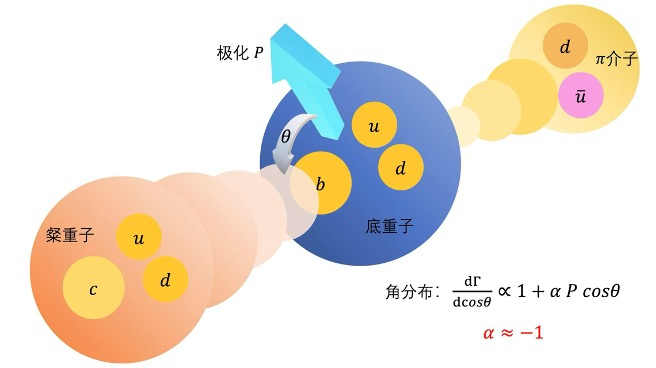 极化 P
d
π介子
ū
θ
u
d
b
底重子
粲重子
u
c
d
角分布： dΓ/dcosθ ∝ 1 + α P cosθ
α ≈ −1